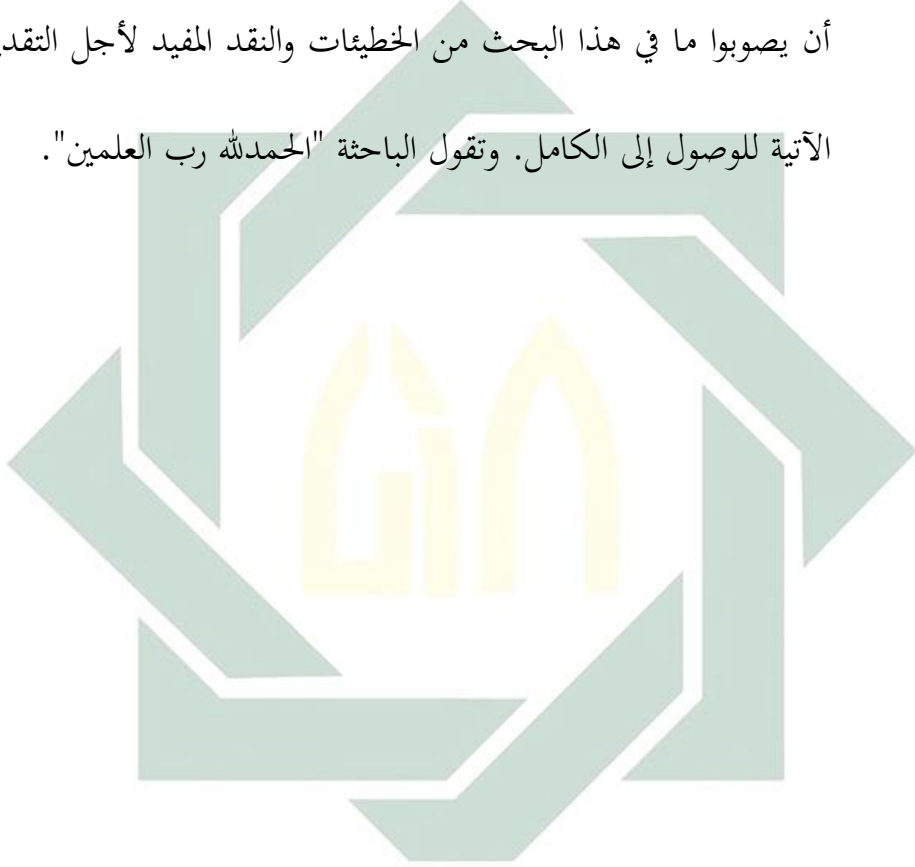 أن يصوبوا ما في هذا البحث من الخطيئات والنقد المفيد لأجل
الآتية للوصول إلى الكامل. وتقول الباحثة "الحمدلله رب العلمين".